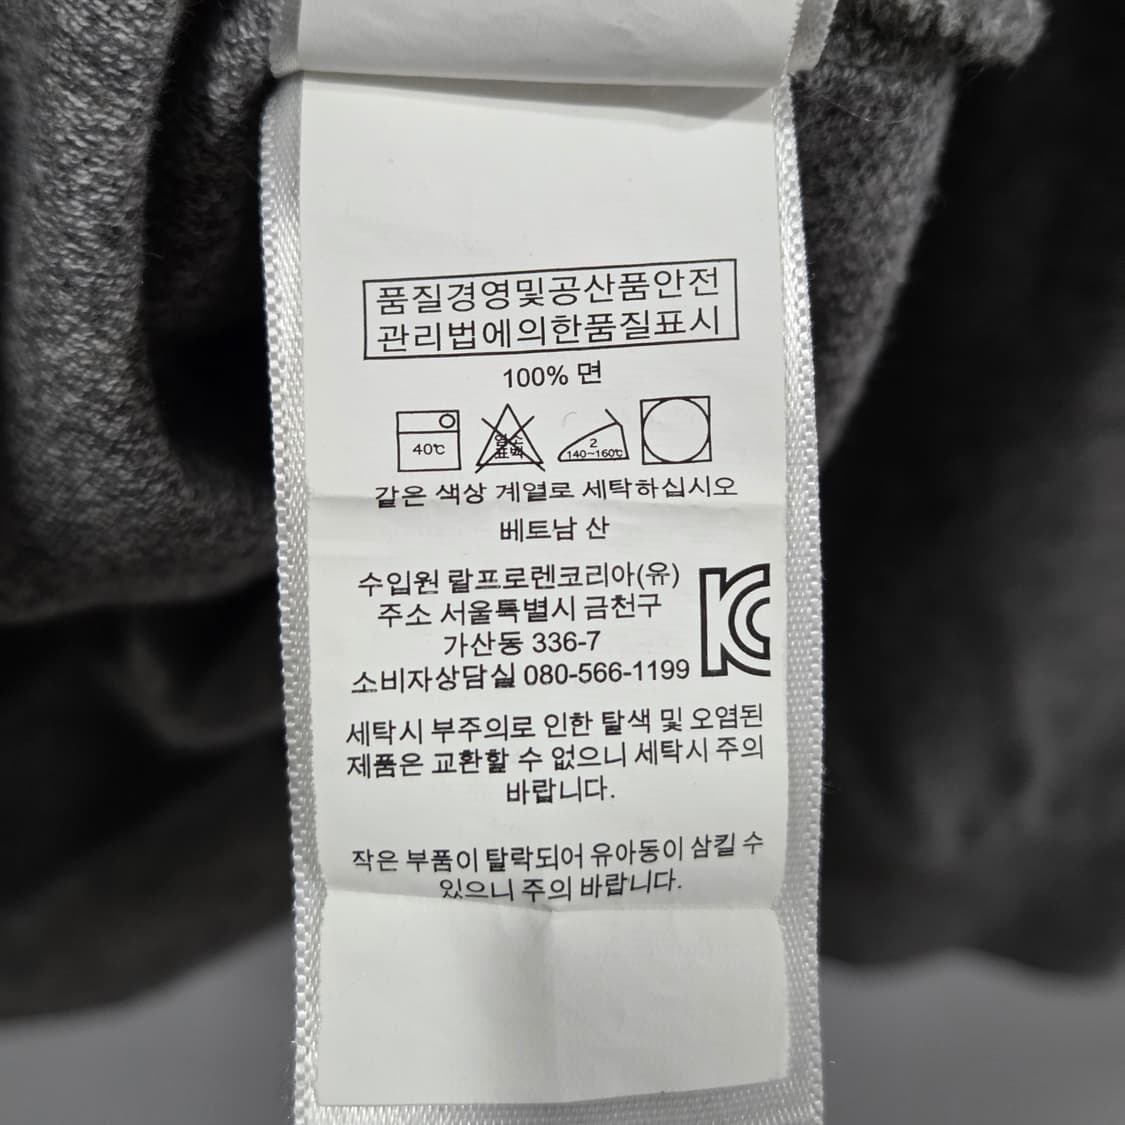 품질경영및공산품안전
관리법에의한품질표시
100% 면
40℃
염소
표백
2
140~160℃
같은 색상 계열로 세탁하십시오
베트남 산
수입원 랄프로렌코리아(유)
주소 서울특별시 금천구
가산동 336-7
소비자상담실 080-566-1199
KC
세탁시 부주의로 인한 탈색 및 오염된
제품은 교환할 수 없으니 세탁시 주의
바랍니다.
작은 부품이 탈락되어 유아동이 삼킬 수
있으니 주의 바랍니다.